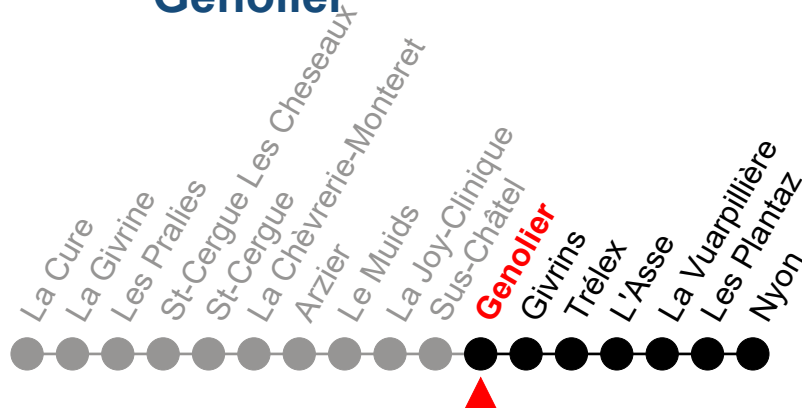 Genolier
La Cure
La Givrine
Les Pralies
St-Cergue Les Cheseaux
St-Cergue
La Chèvrerie-Monteret
Arzier
Le Muids
La Joy-Clinique
Sus-Châtel
Genolier
Givrins
Trélex
L'Asse
La Vuarpillière
Les Plantaz
Nyon